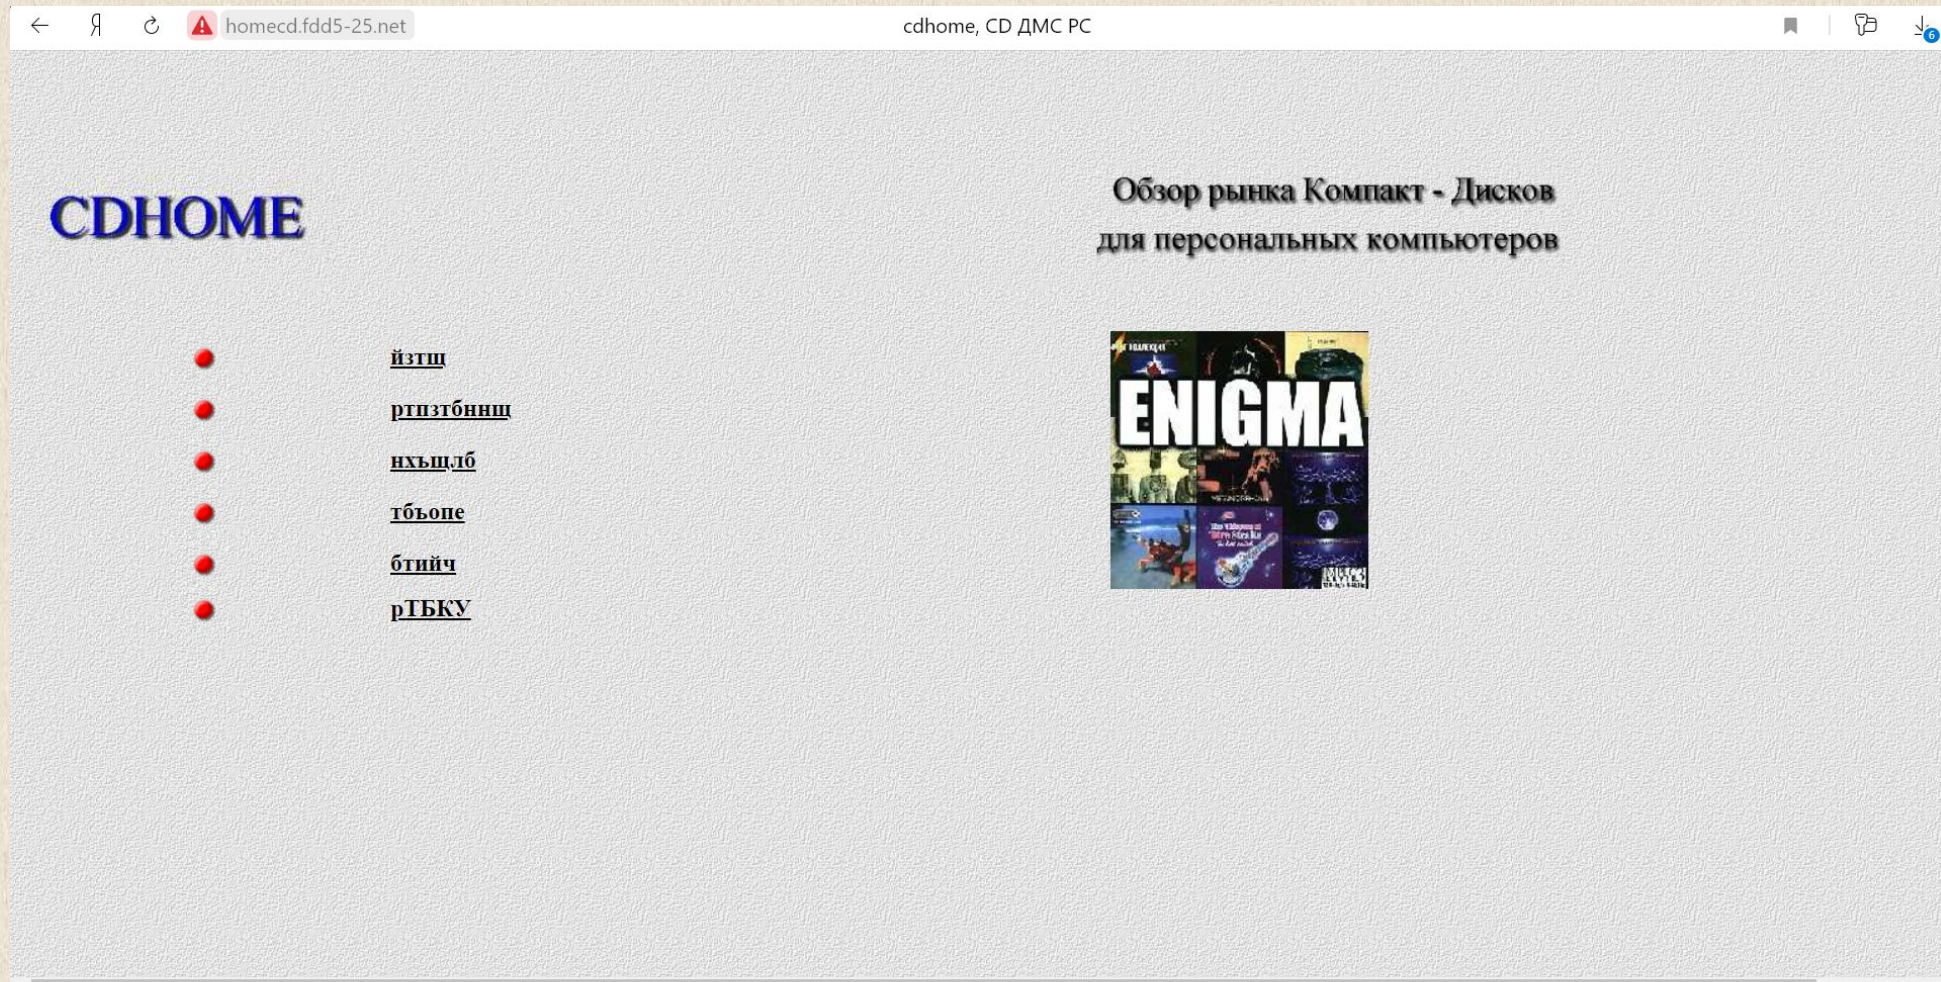 homecd.fdd5-25.net
cdhome, CD ДМС РС
6
CDHOME
Обзор рынка Компакт - Дисков
для персональных компьютеров
йзтщ
ртпзтбннщ
нхъщлб
тбъопе
бтийч
рТБКУ
ENIGMA